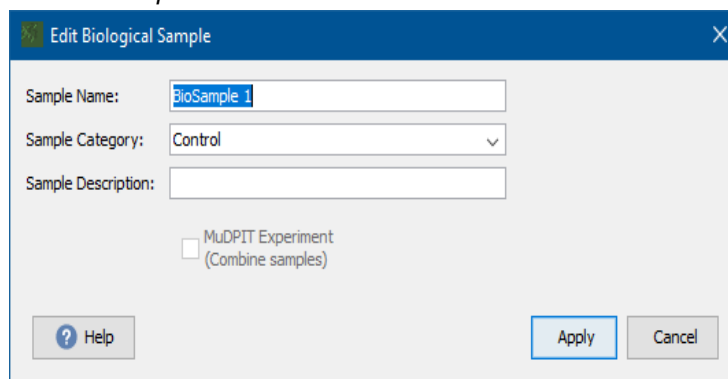 Edit Biological Sample
Sample Name: BioSample 1
Sample Category: Control
Sample Description:
MuDPIT Experiment
(Combine samples)
? Help Apply Cancel